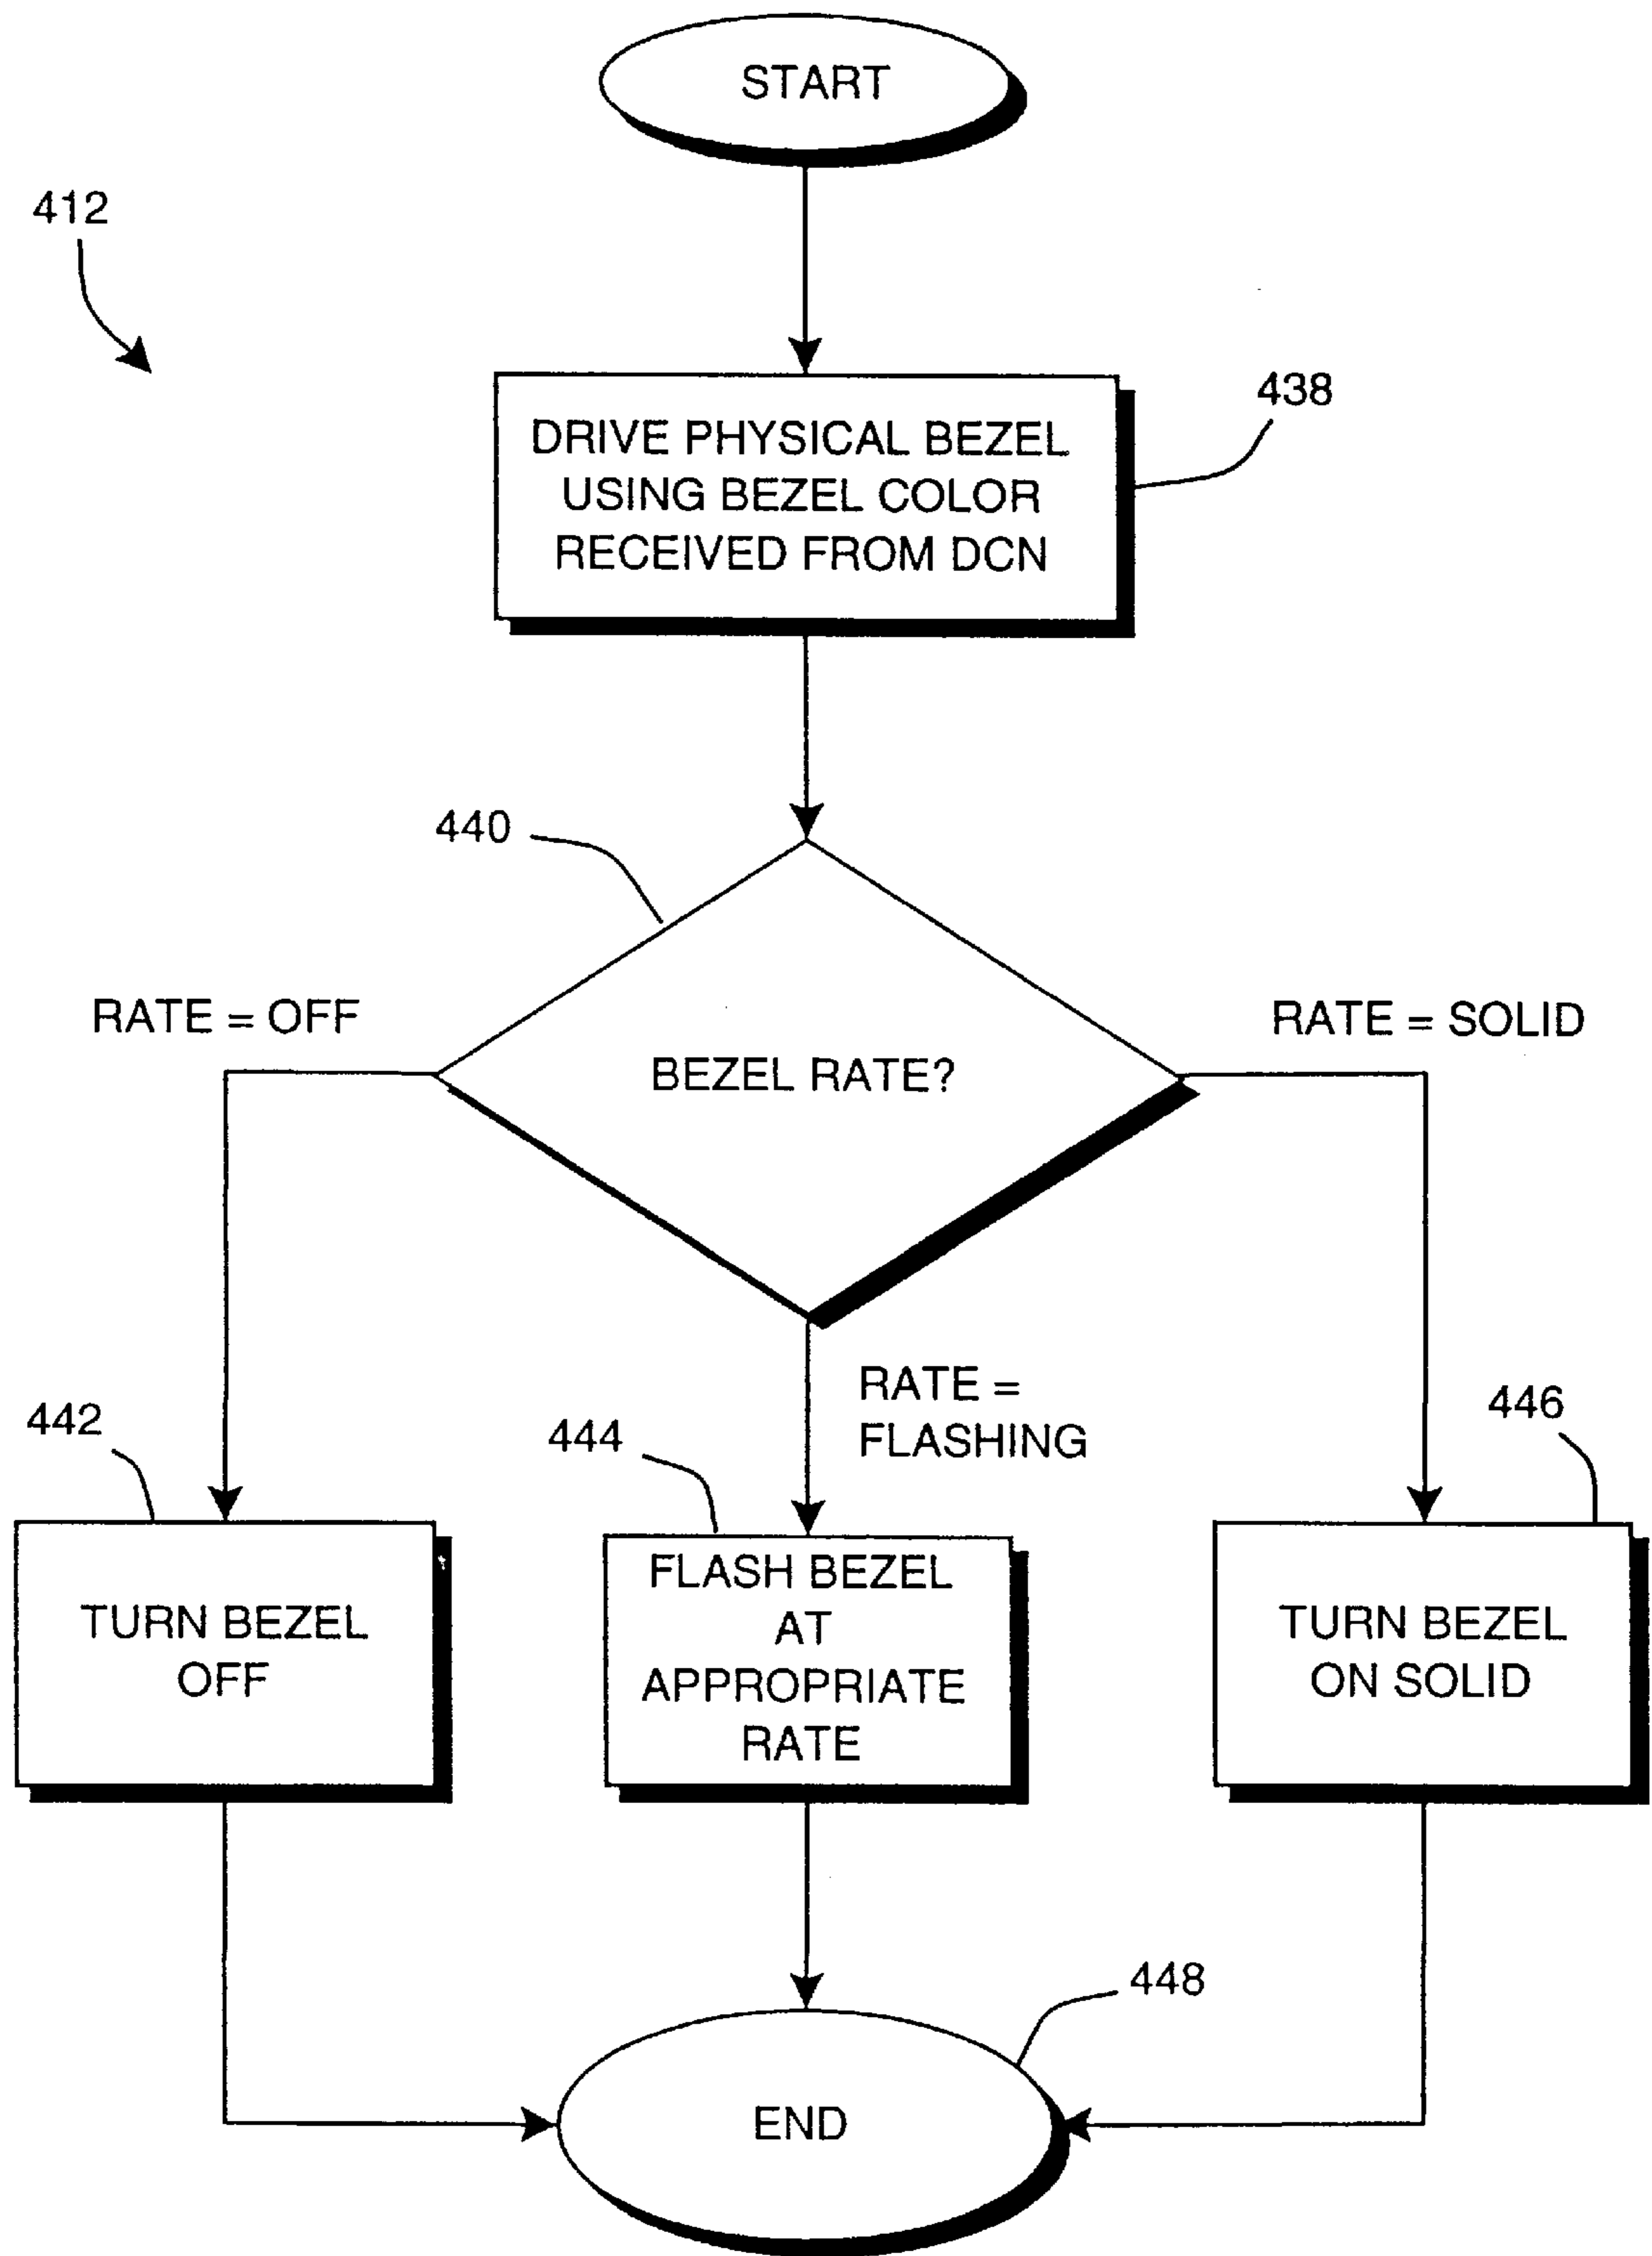 START
412
438
DRIVE PHYSICAL BEZEL
USING BEZEL COLOR
RECEIVED FROM DCN
440
RATE = OFF
RATE = SOLID
BEZEL RATE?
RATE =
FLASHING
442
444
446
TURN BEZEL
OFF
FLASH BEZEL
AT
APPROPRIATE
RATE
TURN BEZEL
ON SOLID
448
END